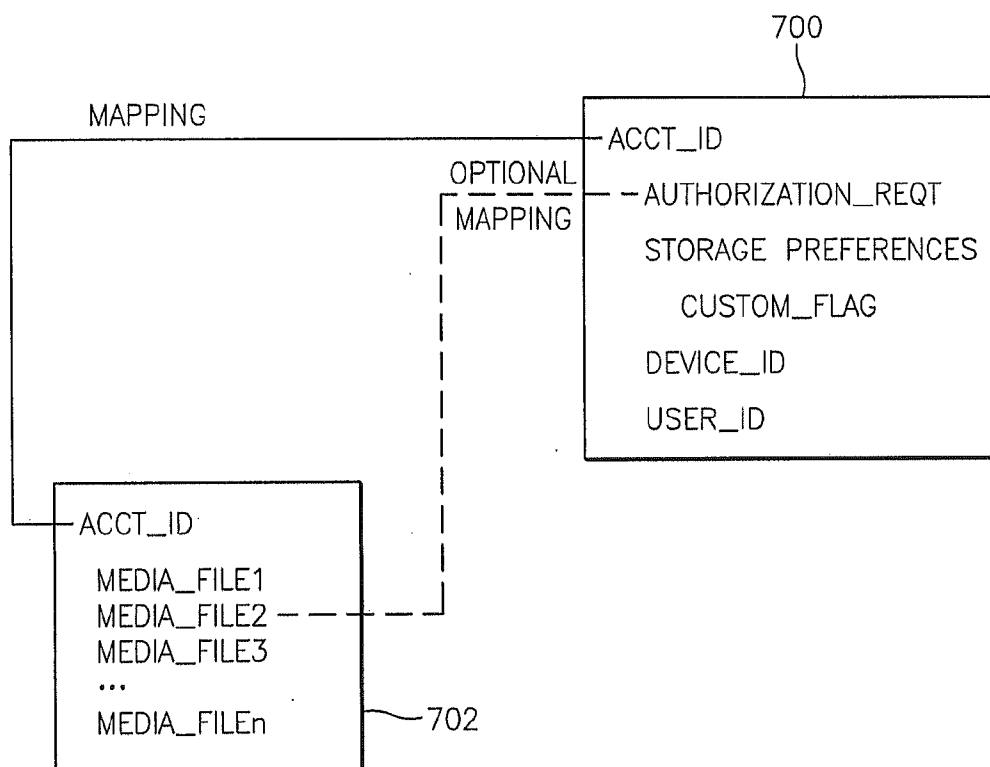 700
MAPPING
ACCT_ID
OPTIONAL
MAPPING
AUTHORIZATION_REQT
STORAGE PREFERENCES
CUSTOM_FLAG
DEVICE_ID
USER_ID
ACCT_ID
MEDIA_FILE1
MEDIA_FILE2
MEDIA_FILE3
...
MEDIA_FILEn
702